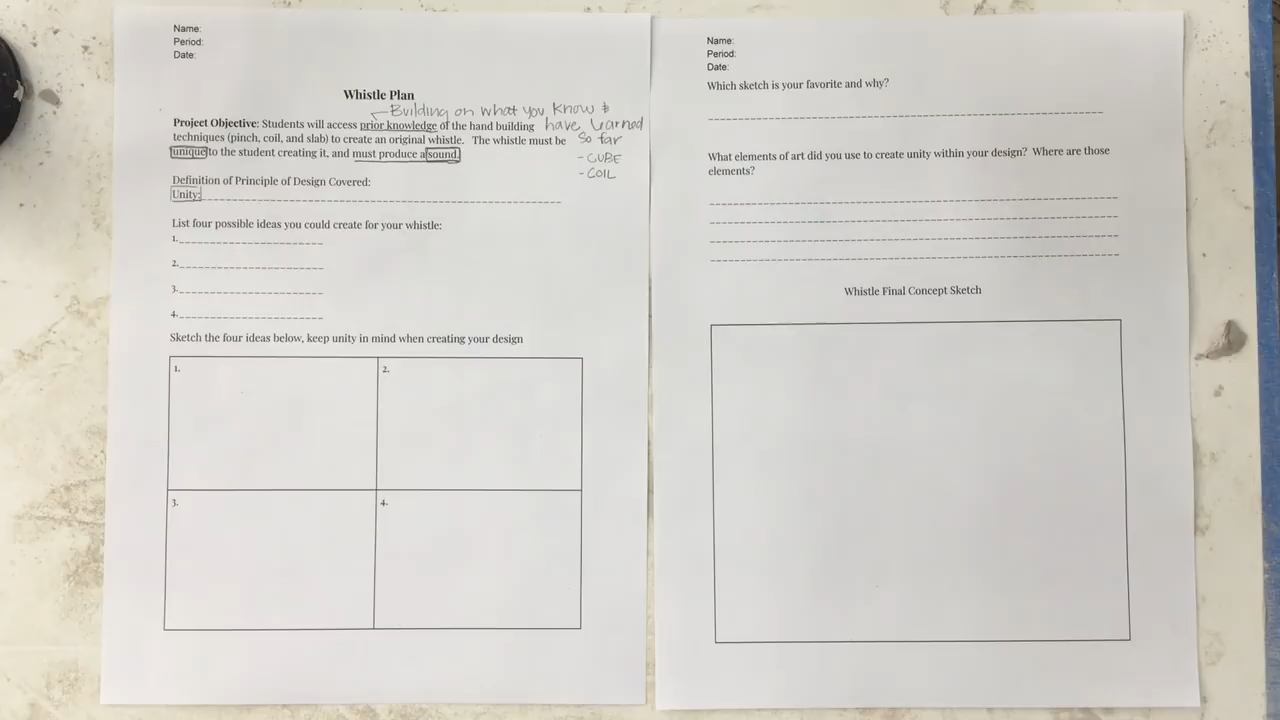 Name:
Period:
Date:
Whistle Plan
Building on what you know &
Project Objective: Students will access prior knowledge of the hand building have learned
techniques (pinch, coil, and slab) to create an original whistle. The whistle must be so far
unique to the student creating it, and must produce a sound.
- CUBE
- COIL
Definition of Principle of Design Covered:
Unity:
List four possible ideas you could create for your whistle:
1.
2.
3.
4.
Sketch the four ideas below, keep unity in mind when creating your design
1. 2.
3. 4.
Name:
Period:
Date:
Which sketch is your favorite and why?
What elements of art did you use to create unity within your design? Where are those
elements?
Whistle Final Concept Sketch